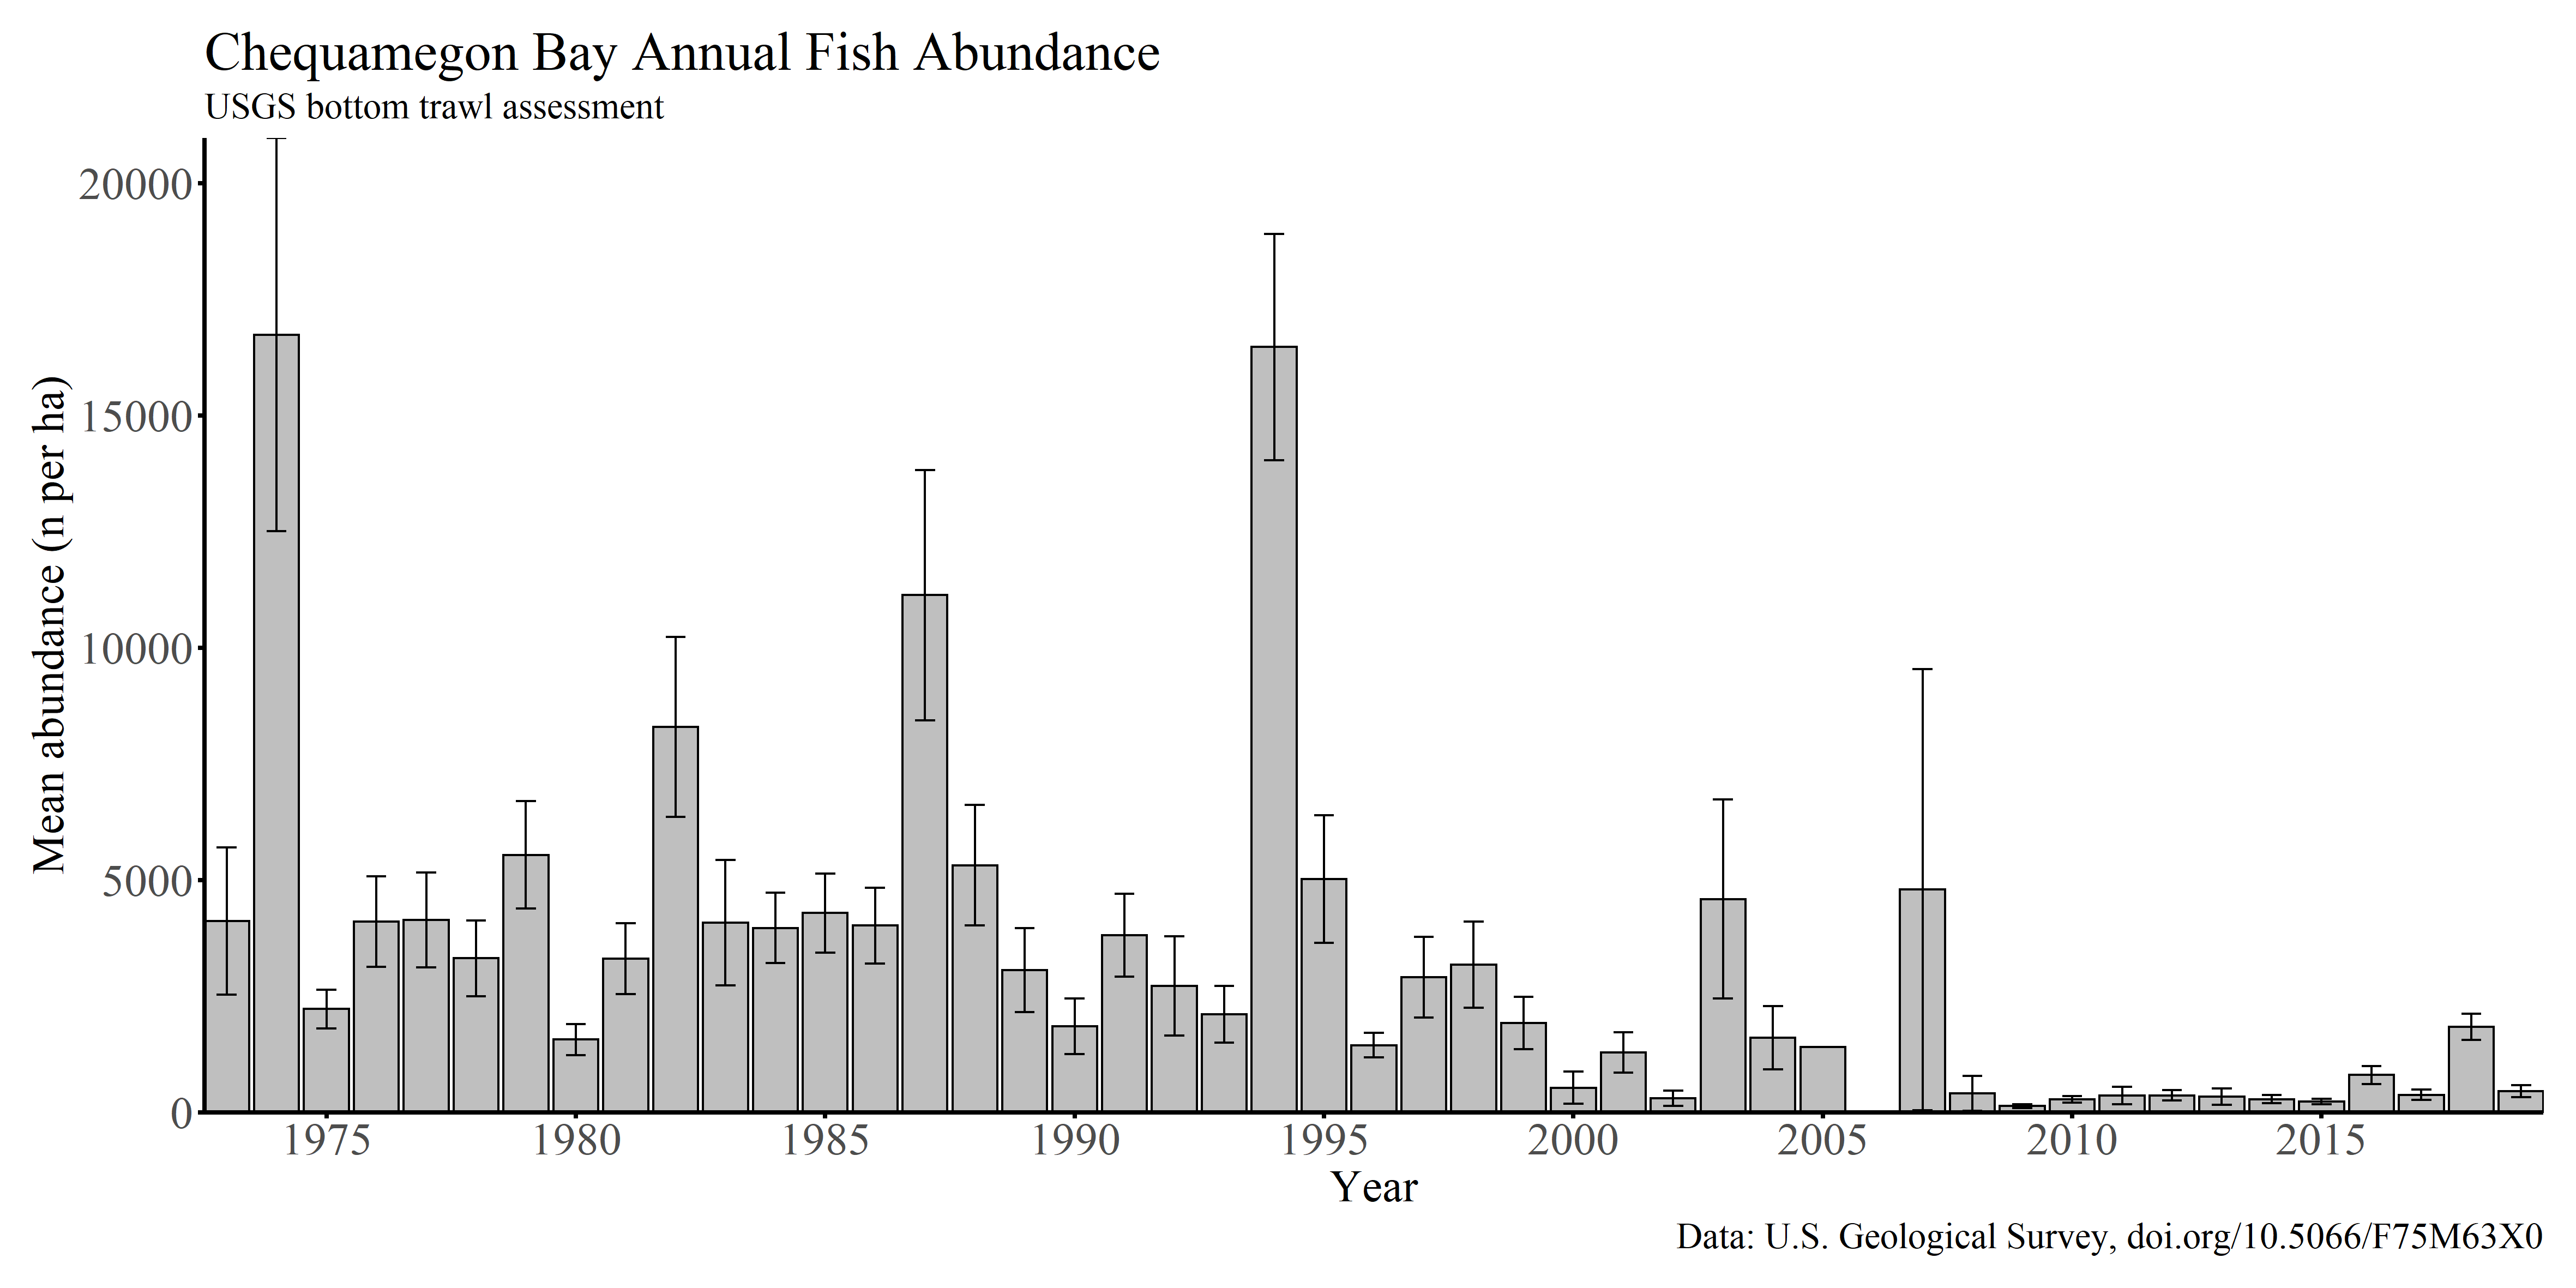 Chequamegon Bay Annual Fish Abundance
USGS bottom trawl assessment
Mean abundance (n per ha)
20000
15000
10000
5000
0
1975 1980 1985 1990 1995 2000 2005 2010 2015
Year
Data: U.S. Geological Survey, doi.org/10.5066/F75M63X0